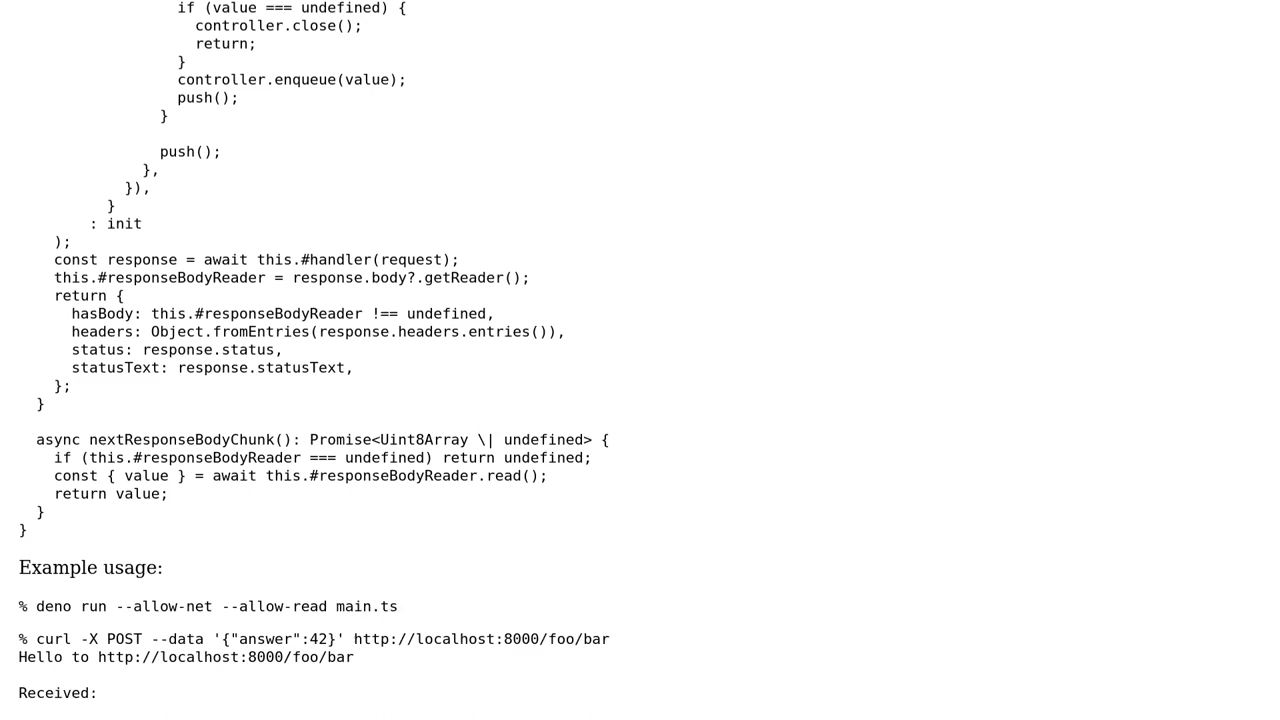 if (value === undefined) {
controller.close();
return;
}
controller.enqueue(value);
push();
}
push();
},
}),
}
: init
);
const response = await this.#handler(request);
this.#responseBodyReader = response.body?.getReader();
return {
hasBody: this.#responseBodyReader !== undefined,
headers: Object.fromEntries(response.headers.entries()),
status: response.status,
statusText: response.statusText,
};
}
async nextResponseBodyChunk(): Promise<Uint8Array \| undefined> {
if (this.#responseBodyReader === undefined) return undefined;
const { value } = await this.#responseBodyReader.read();
return value;
}
}
Example usage:
% deno run --allow-net --allow-read main.ts
% curl -X POST --data '{"answer":42}' http://localhost:8000/foo/bar
Hello to http://localhost:8000/foo/bar
Received: